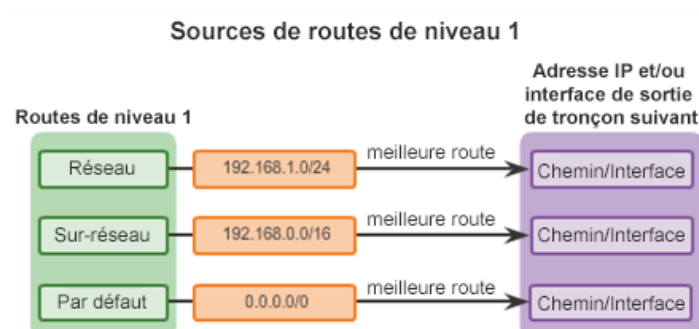 Sources de routes de niveau 1
Adresse IP et/ou
interface de sortie
de tronçon suivant
Routes de niveau 1
Réseau
192.168.1.0/24
meilleure route
Chemin/Interface
Sur-réseau
192.168.0.0/16
meilleure route
Chemin/Interface
Par défaut
0.0.0.0/0
meilleure route
Chemin/Interface